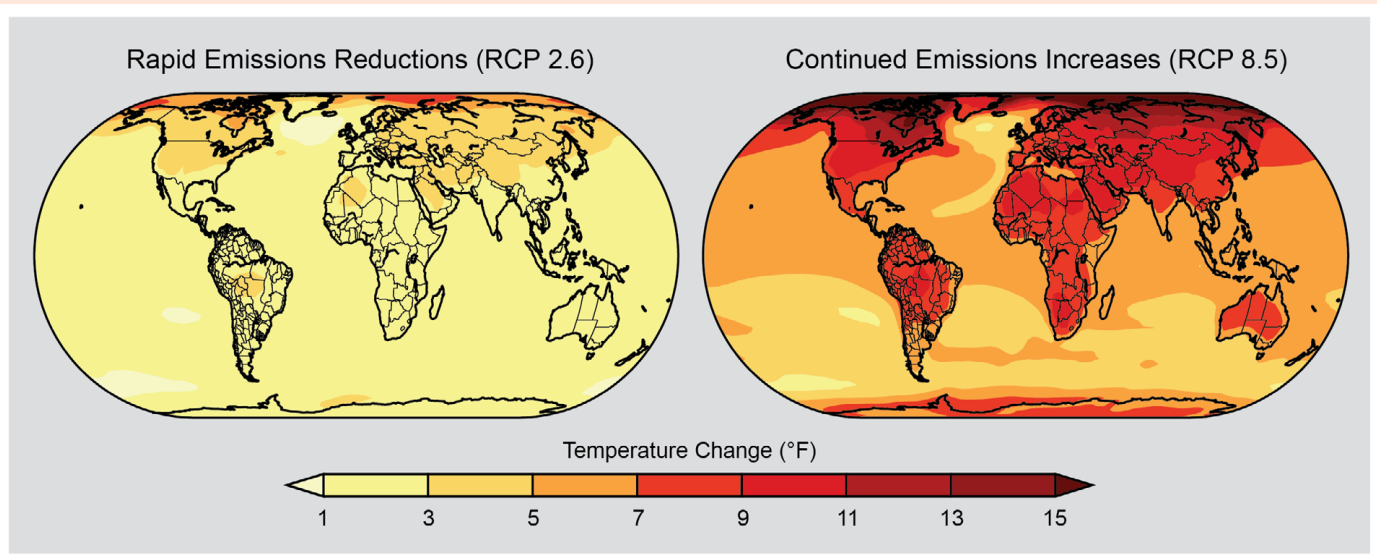 Rapid Emissions Reductions (RCP 2.6)
Continued Emissions Increases (RCP 8.5)
Temperature Change (°F)
1 3 5 7 9 11 13 15